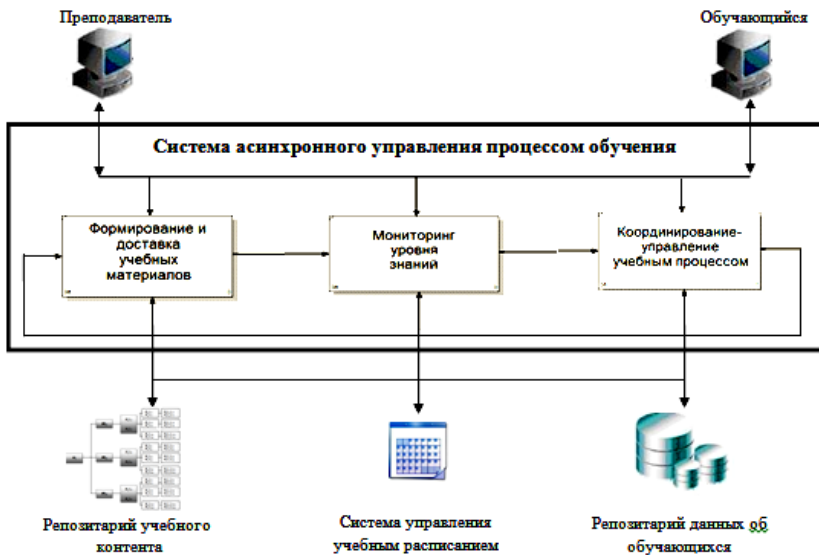 Преподаватель
Обучающийся
Система асинхронного управления процессом обучения
Формирование и
доставка
учебных
материалов
Мониторинг
уровня
знаний
Координирование-
управление
учебным процессом
Репозитарий учебного
контента
Система управления
учебным расписанием
Репозитарий данных об
обучающихся